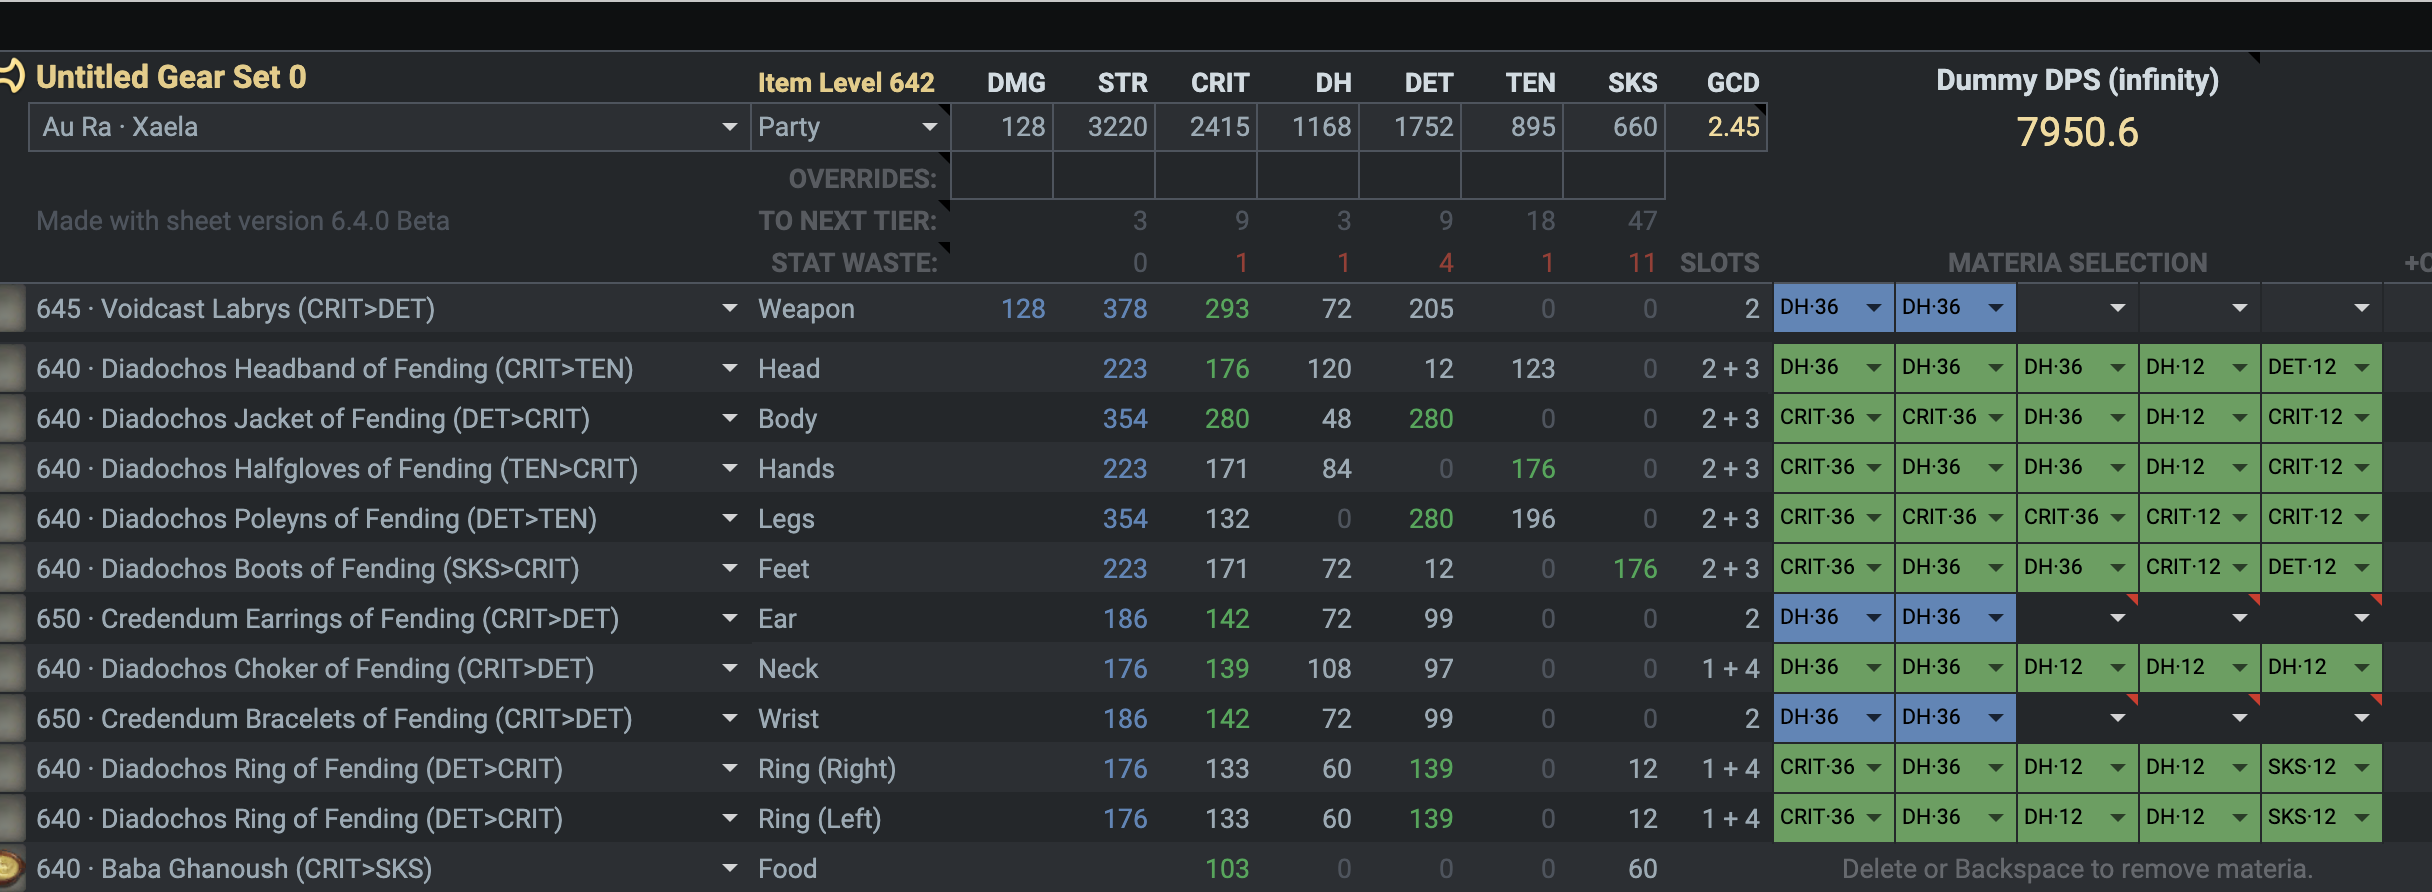 Untitled Gear Set 0 Item Level 642 DMG STR CRIT DH DET TEN SKS GCD Dummy DPS (infinity)
Au Ra · Xaela Party 128 3220 2415 1168 1752 895 660 2.45 7950.6
OVERRIDES:
Made with sheet version 6.4.0 Beta TO NEXT TIER: 3 9 3 9 18 47
STAT WASTE: 0 1 1 4 1 11 SLOTS MATERIA SELECTION
645 · Voidcast Labrys (CRIT>DET) Weapon 128 378 293 72 205 0 0 2 DH·36 DH·36
640 · Diadochos Headband of Fending (CRIT>TEN) Head 223 176 120 12 123 0 2 + 3 DH·36 DH·36 DH·36 DH·12 DET·12
640 · Diadochos Jacket of Fending (DET>CRIT) Body 354 280 48 280 0 0 2 + 3 CRIT·36 CRIT·36 DH·36 DH·12 CRIT·12
640 · Diadochos Halfgloves of Fending (TEN>CRIT) Hands 223 171 84 0 176 0 2 + 3 CRIT·36 DH·36 DH·36 DH·12 CRIT·12
640 · Diadochos Poleyns of Fending (DET>TEN) Legs 354 132 0 280 196 0 2 + 3 CRIT·36 CRIT·36 CRIT·36 CRIT·12 CRIT·12
640 · Diadochos Boots of Fending (SKS>CRIT) Feet 223 171 72 12 0 176 2 + 3 CRIT·36 DH·36 DH·36 CRIT·12 DET·12
650 · Credendum Earrings of Fending (CRIT>DET) Ear 186 142 72 99 0 0 2 DH·36 DH·36
640 · Diadochos Choker of Fending (CRIT>DET) Neck 176 139 108 97 0 0 1 + 4 DH·36 DH·36 DH·12 DH·12 DH·12
650 · Credendum Bracelets of Fending (CRIT>DET) Wrist 186 142 72 99 0 0 2 DH·36 DH·36
640 · Diadochos Ring of Fending (DET>CRIT) Ring (Right) 176 133 60 139 0 12 1 + 4 CRIT·36 DH·36 DH·12 DH·12 SKS·12
640 · Diadochos Ring of Fending (DET>CRIT) Ring (Left) 176 133 60 139 0 12 1 + 4 CRIT·36 DH·36 DH·12 DH·12 SKS·12
640 · Baba Ghanoush (CRIT>SKS) Food 103 0 0 0 60 Delete or Backspace to remove materia.